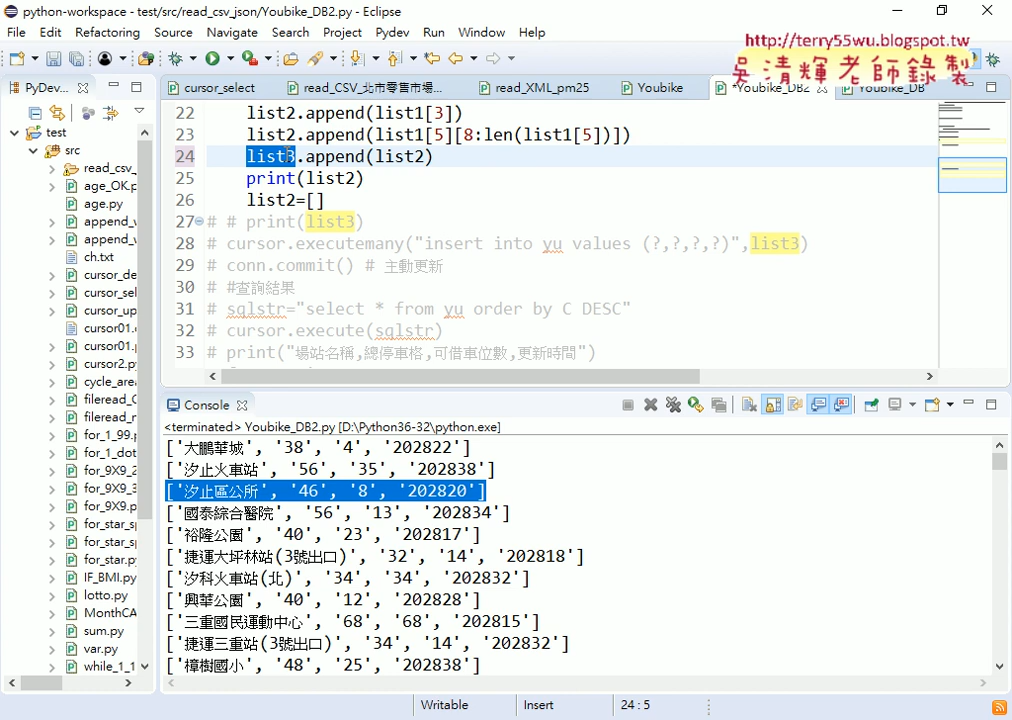 python-workspace - test/src/read_csv_json/Youbike_DB2.py - Eclipse
File Edit Refactoring Source Navigate Search Project Pydev Run Window Help
http://terry55wu.blogspot.tw
吳清輝老師錄製
PyDev...
cursor_select
read_CSV_北市零售市場...
read_XML_pm25
Youbike
*Youbike_DB2
Youbike_DB
test
src
read_csv_
age_OK.p
age.py
append_v
append_v
ch.txt
cursor_de
cursor_sel
cursor_up
cursor01.
cursor01.p
cursor2.py
cycle_area
fileread_C
fileread_r
for_1_99.p
for_1_dot
for_9X9_2
for_9X9_3
for_9X9.p
for_star_s
for_star_s
for_star.py
IF_BMI.py
lotto.py
MonthCA
sum.py
var.py
while_1_1
22 list2.append(list1[3])
23 list2.append(list1[5][8:len(list1[5])])
24 list3.append(list2)
25 print(list2)
26 list2=[]
27 # # print(list3)
28 # cursor.executemany("insert into yu values (?,?,?,?)",list3)
29 # conn.commit() # 主動更新
30 # #查詢結果
31 # sqlstr="select * from yu order by C DESC"
32 # cursor.execute(sqlstr)
33 # print("場站名稱,總停車格,可借車位數,更新時間")
Console
<terminated> Youbike_DB2.py [D:\Python36-32\python.exe]
['大鵬華城', '38', '4', '202822']
['汐止火車站', '56', '35', '202838']
['汐止區公所', '46', '8', '202820']
['國泰綜合醫院', '56', '13', '202834']
['裕隆公園', '40', '23', '202817']
['捷運大坪林站(3號出口)', '32', '14', '202818']
['汐科火車站(北)', '34', '34', '202832']
['興華公園', '40', '12', '202828']
['三重國民運動中心', '68', '68', '202815']
['捷運三重站(3號出口)', '34', '14', '202832']
['樟樹國小', '48', '25', '202838']
Writable Insert 24 : 5